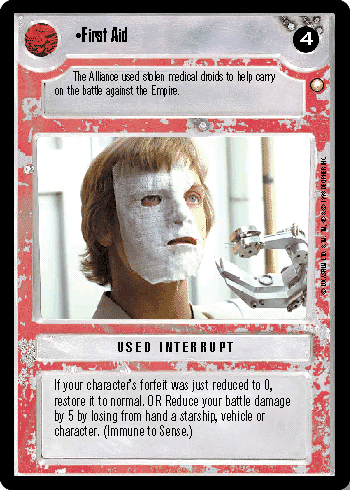 •First Aid
4
The Alliance used stolen medical droids to help carry
on the battle against the Empire.
USED INTERRUPT
If your character's forfeit was just reduced to 0,
restore it to normal. OR Reduce your battle damage
by 5 by losing from hand a starship, vehicle or
character. (Immune to Sense.)